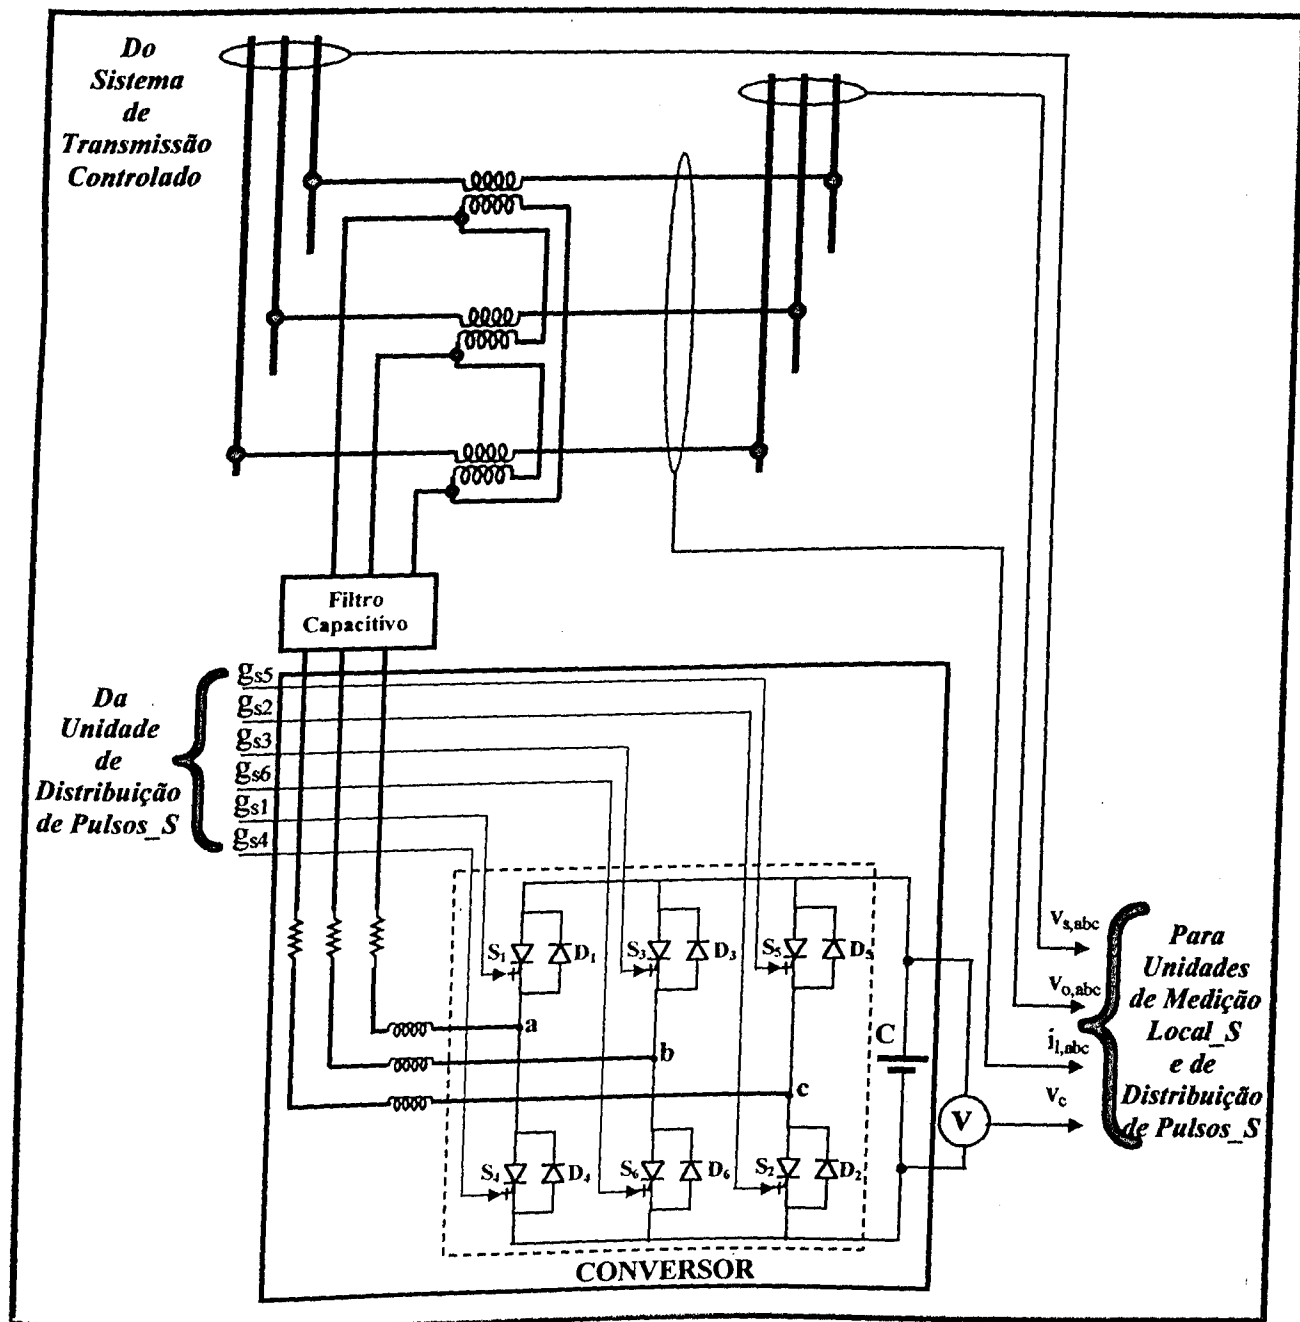 Do
Sistema
de
Transmissão
Controlado
Filtro
Capacitivo
Da
Unidade
de
Distribuição
de Pulsos_S
gs5
gs2
gs3
gs6
gs1
gs4
S1
D1
S3
D3
S5
D5
a
b
c
C
V
S4
D4
S6
D6
S2
D2
CONVERSOR
vs,abc
vo,abc
il,abc
vc
Para
Unidades
de Medição
Local_S
e de
Distribuição
de Pulsos_S